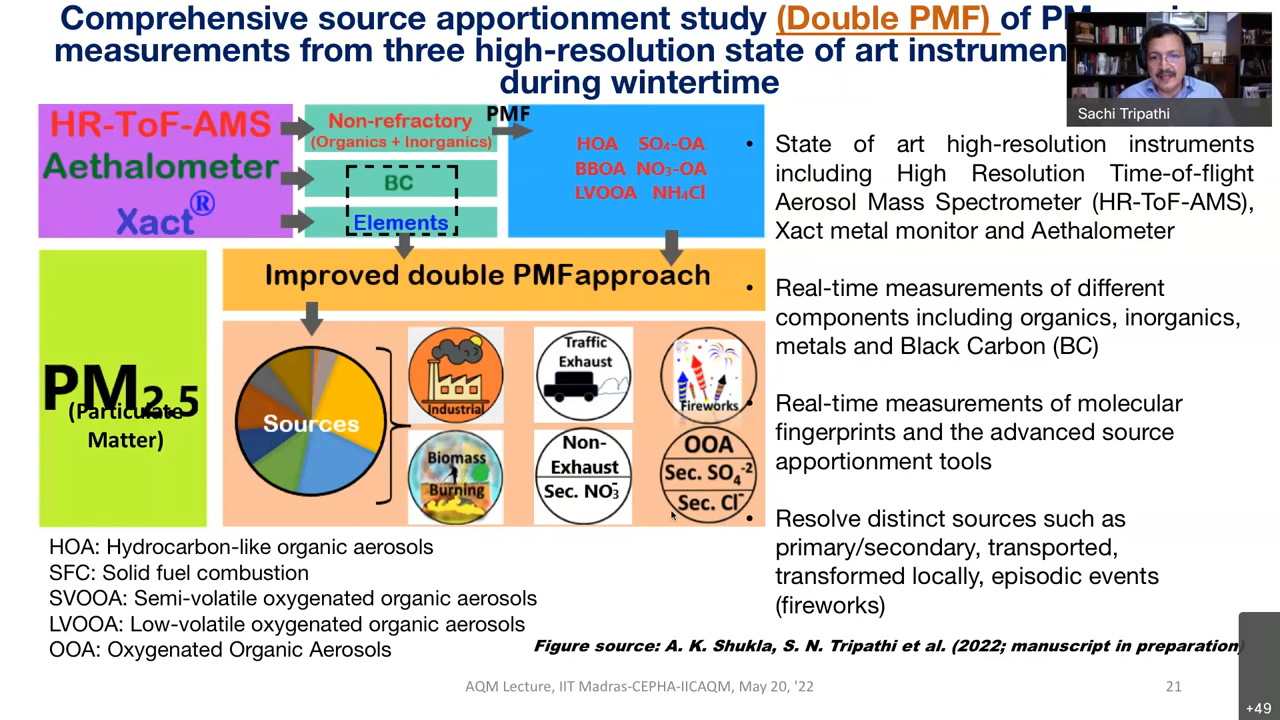 Comprehensive source apportionment study (Double PMF) of
measurements from three high-resolution state of art
during wintertime
Sachi Tripathi
HR-ToF-AMS
Aethalometer
Xact®
Non-refractory
(Organics + Inorganics)
BC
Elements
PMF
HOA SO₄-OA
BBOA NO₃-OA
LVOOA NH₄Cl
Improved double PMFapproach
PM2.5
(Particulate
Matter)
Sources
Industrial
Traffic
Exhaust
Fireworks
Biomass
Burning
Non-
Exhaust
Sec. NO₃⁻
OOA
Sec. SO₄⁻²
Sec. Cl⁻
• State of art high-resolution instruments
including High Resolution Time-of-flight
Aerosol Mass Spectrometer (HR-ToF-AMS),
Xact metal monitor and Aethalometer
• Real-time measurements of different
components including organics, inorganics,
metals and Black Carbon (BC)
• Real-time measurements of molecular
fingerprints and the advanced source
apportionment tools
• Resolve distinct sources such as
primary/secondary, transported,
transformed locally, episodic events
(fireworks)
HOA: Hydrocarbon-like organic aerosols
SFC: Solid fuel combustion
SVOOA: Semi-volatile oxygenated organic aerosols
LVOOA: Low-volatile oxygenated organic aerosols
OOA: Oxygenated Organic Aerosols
Figure source: A. K. Shukla, S. N. Tripathi et al. (2022; manuscript in preparation)
AQM Lecture, IIT Madras-CEPHA-IICAQM, May 20, '22
21
+49